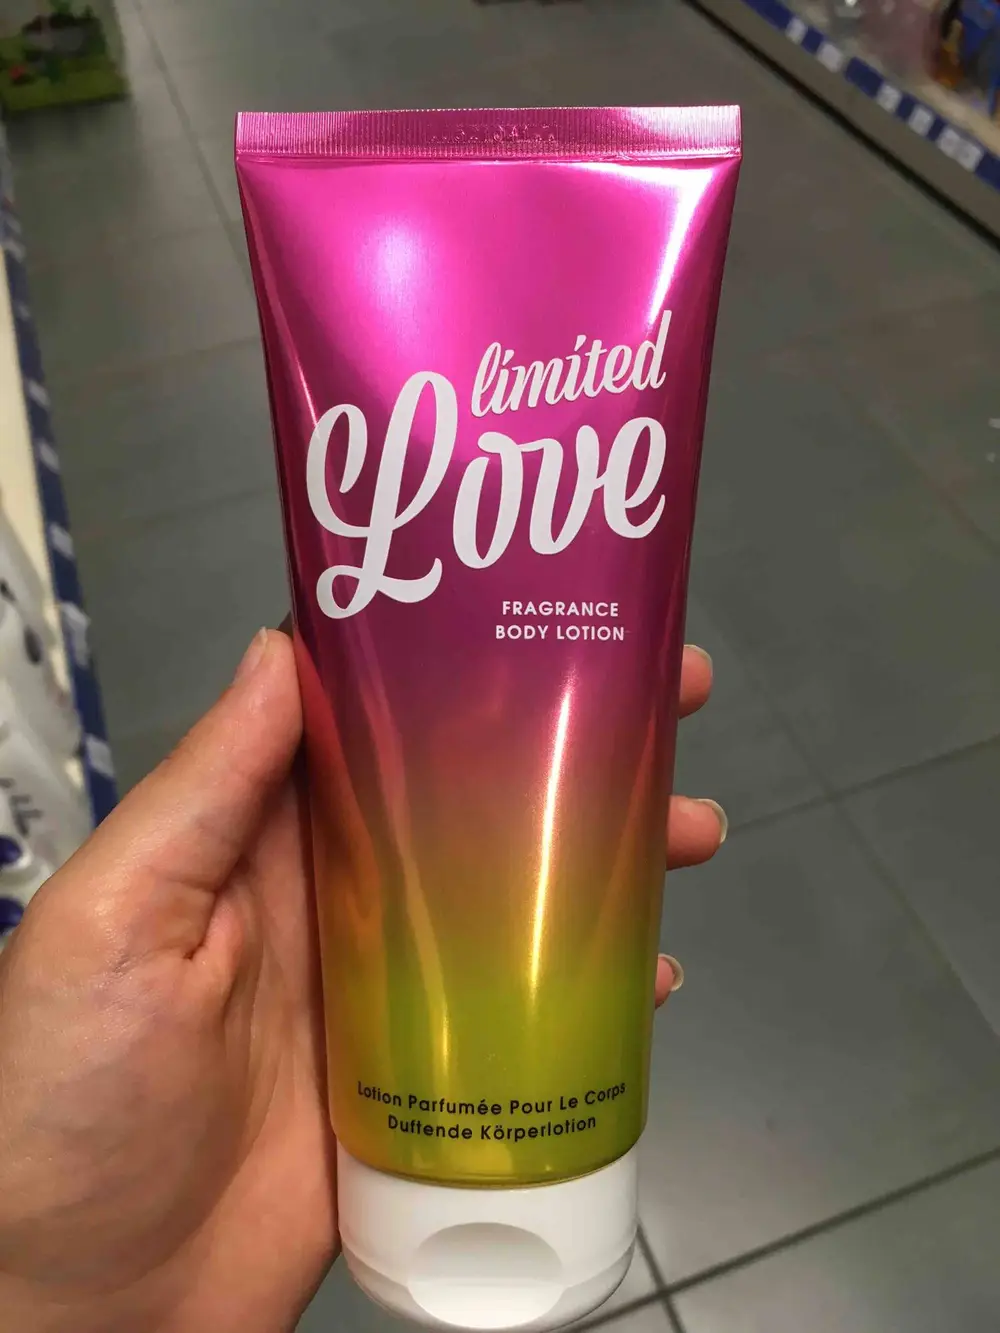 limited
Love
FRAGRANCE
BODY LOTION
Lotion Parfumée Pour Le Corps
Duftende Körperlotion